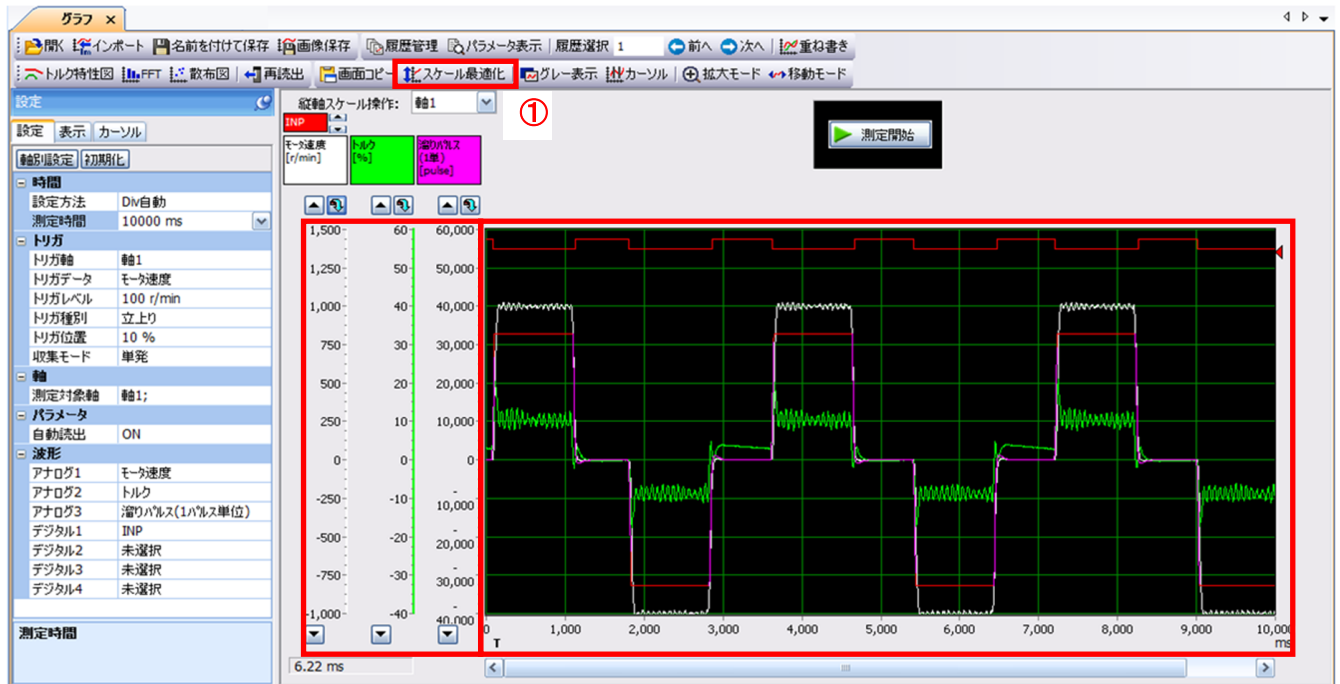 グラフ ×
開く インポート 名前を付けて保存 画像保存 履歴管理 パラメータ表示 履歴選択 1 前へ 次へ 重ね書き
トルク特性図 FFT 散布図 再読出 画面コピー スケール最適化 グレー表示 カーソル 拡大モード 移動モード
設定
設定 表示 カーソル
軸別設定 初期化
時間
設定方法 Div自動
測定時間 10000 ms
トリガ
トリガ軸 軸1
トリガデータ モータ速度
トリガレベル 100 r/min
トリガ種別 立上り
トリガ位置 10 %
収集モード 単発
軸
測定対象軸 軸1;
パラメータ
自動読出 ON
波形
アナログ1 モータ速度
アナログ2 トルク
アナログ3 溜りパルス(1パルス単位)
デジタル1 INP
デジタル2 未選択
デジタル3 未選択
デジタル4 未選択
測定時間
縦軸スケール操作: 軸1
①
INP
モータ速度
[r/min]
トルク
[%]
溜りパルス
(1単)
[pulse]
測定開始
1,500 60 60,000
1,250 50 50,000
1,000 40 40,000
750 30 30,000
500 20 20,000
250 10 10,000
0 0 0
-250 -10 -10,000
-500 -20 -20,000
-750 -30 -30,000
-1,000 -40 -40,000
0 1,000 2,000 3,000 4,000 5,000 6,000 7,000 8,000 9,000 10,000
T ms
6.22 ms